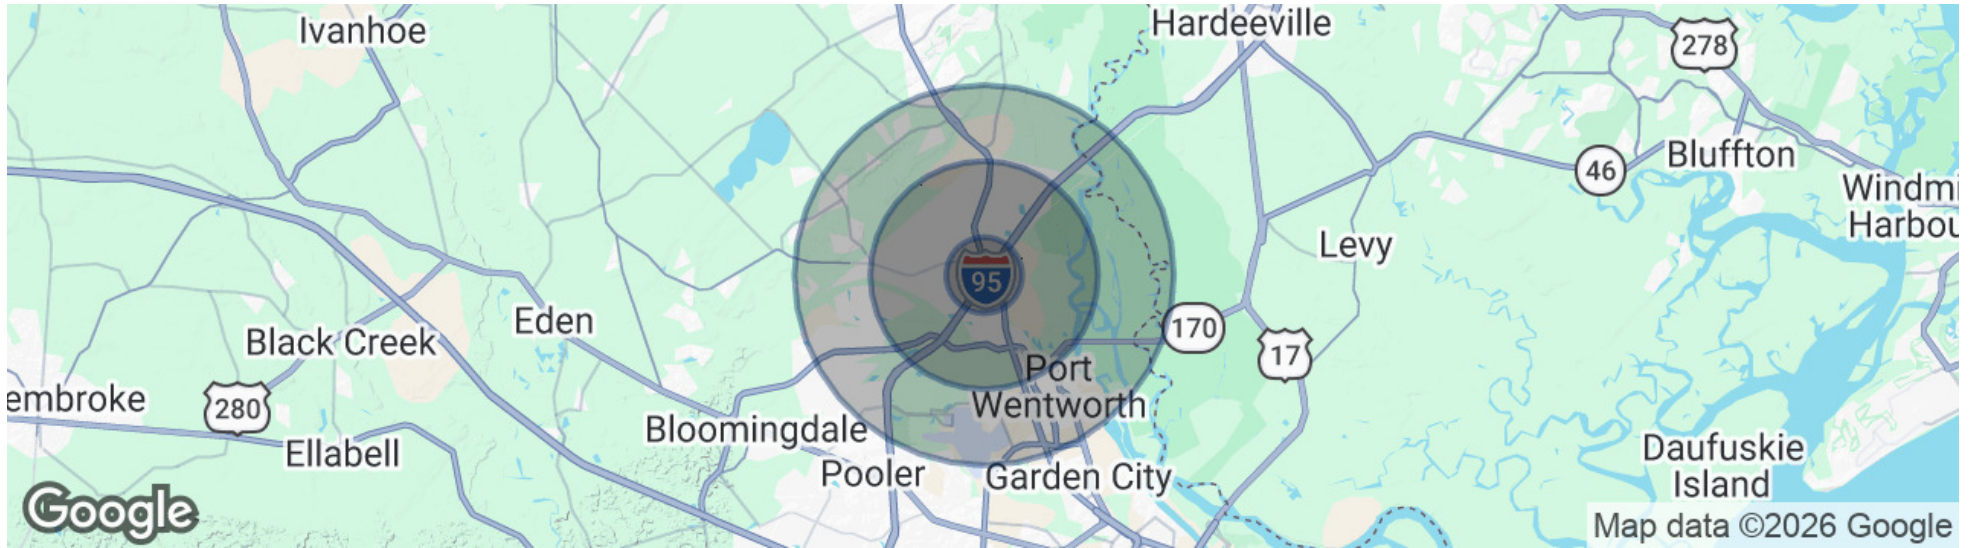 Ivanhoe
Hardeeville
278
46
Bluffton
Windmi
Harbou
Levy
95
Eden
170
Black Creek
17
Port
Wentworth
embroke
280
Bloomingdale
Ellabell
Pooler
Garden City
Daufuskie
Island
Google
Map data ©2026 Google